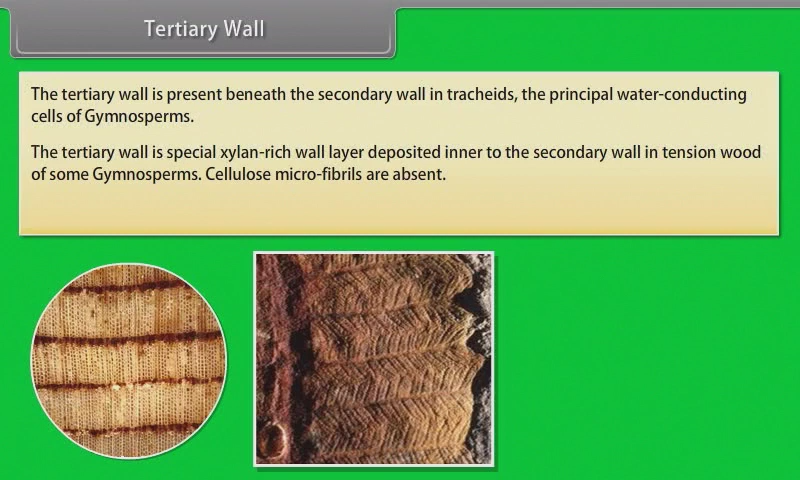 Tertiary Wall
The tertiary wall is present beneath the secondary wall in tracheids, the principal water-conducting
cells of Gymnosperms.
The tertiary wall is special xylan-rich wall layer deposited inner to the secondary wall in tension wood
of some Gymnosperms. Cellulose micro-fibrils are absent.